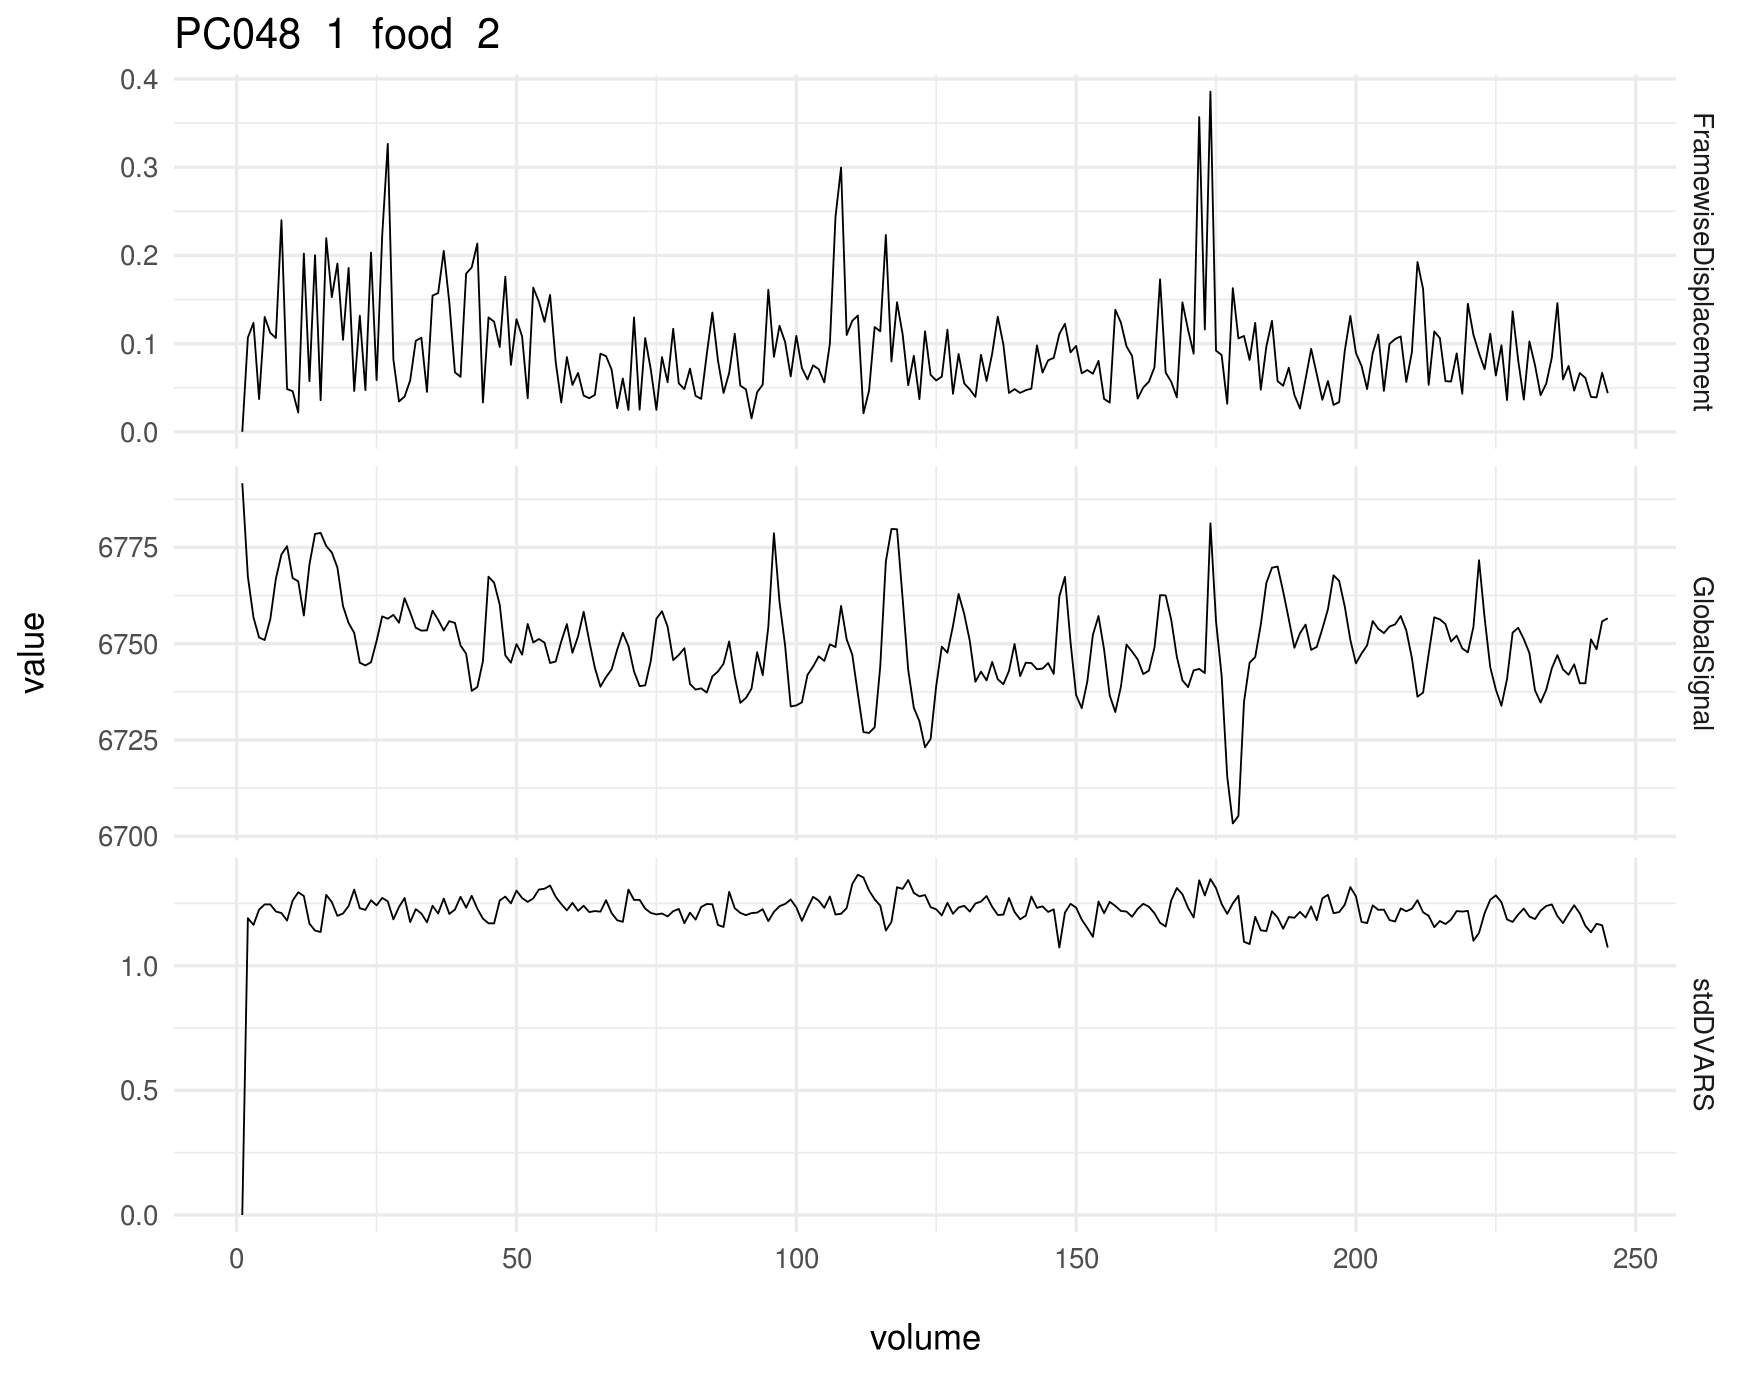 PC048 1 food 2
0.4
0.3
0.2
0.1
0.0
FramewiseDisplacement
6775
6750
6725
6700
GlobalSignal
value
1.0
0.5
0.0
stdDVARS
0 50 100 150 200 250
volume